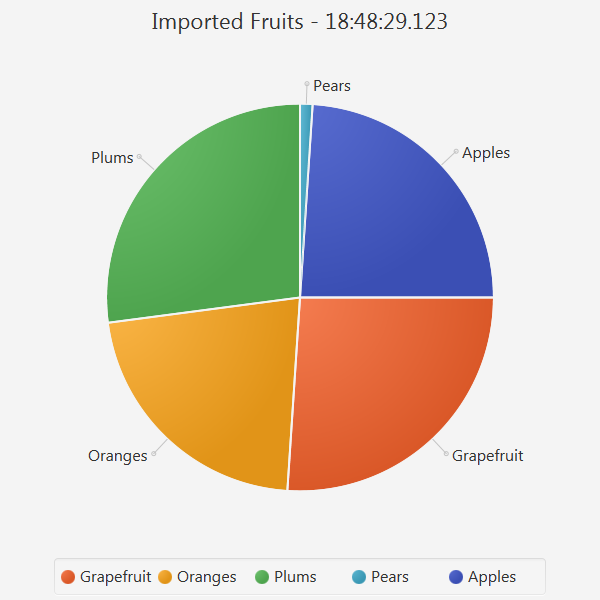 Imported Fruits - 18:48:29.123
Pears
Apples
Plums
Oranges
Grapefruit
Grapefruit Oranges Plums Pears Apples